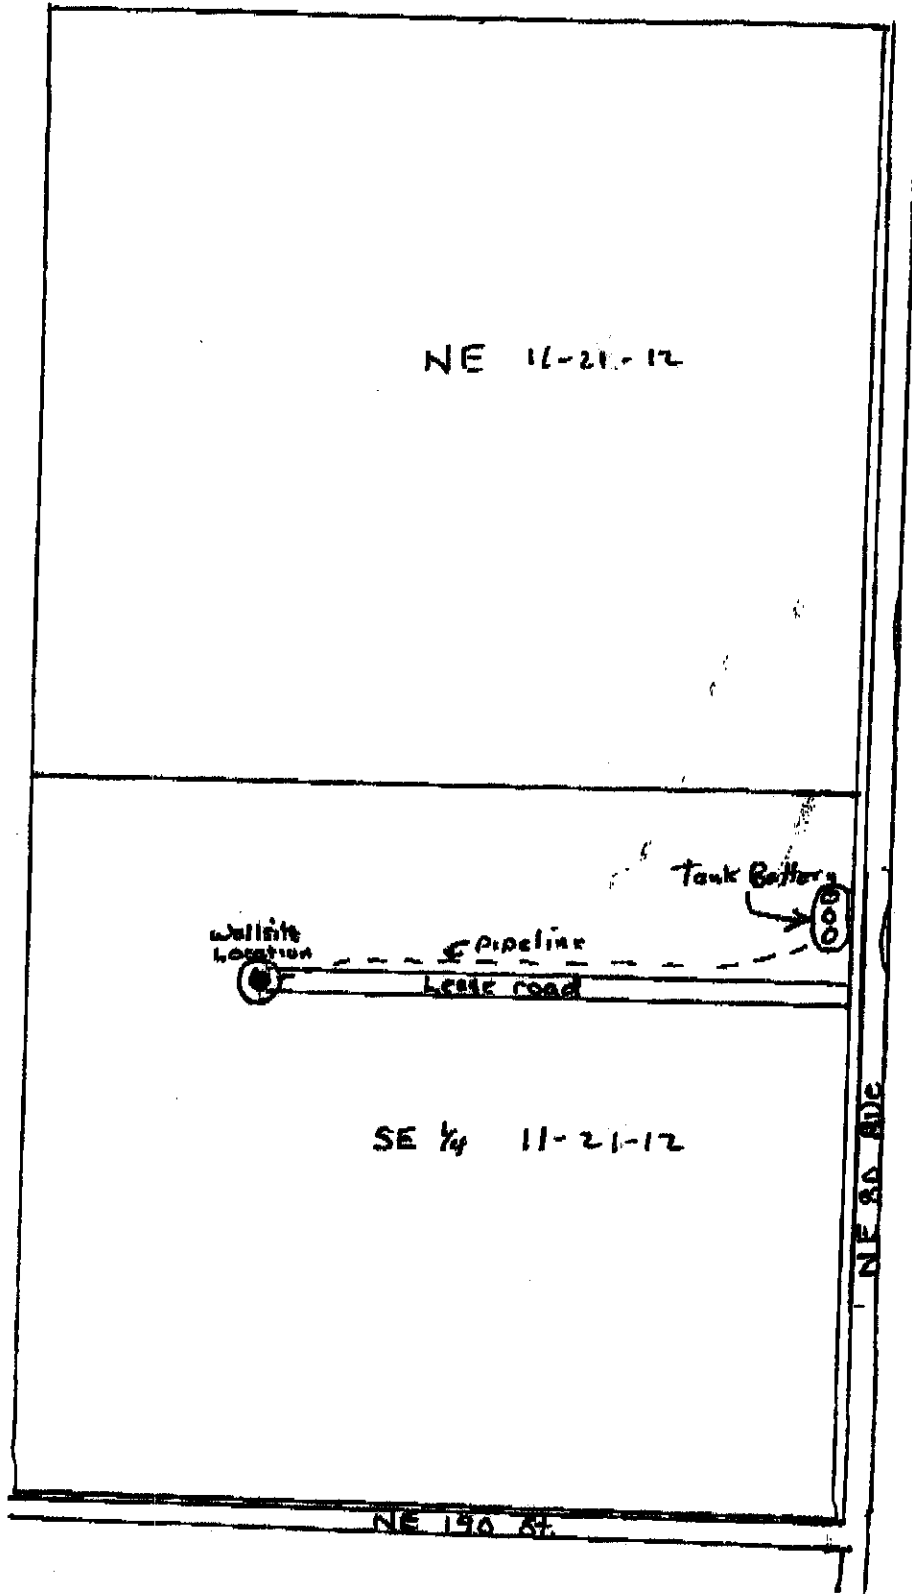 NE 11-21-12
Tank Battery
Wellsite
Location
Pipeline
Lease road
SE 1/4 11-21-12
NE 80 Ave
NE 190 St.